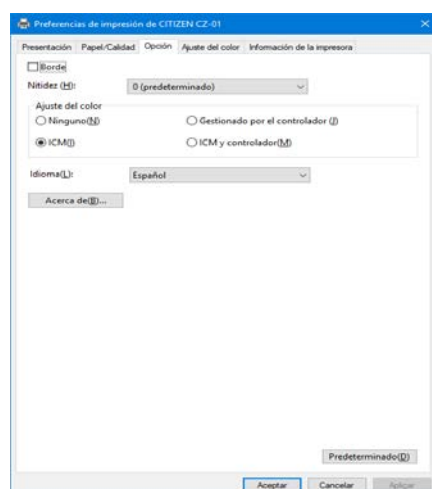 Preferencias de impresión de CITIZEN CZ-01
Presentación Papel/Calidad Opción Ajuste del color Información de la impresora
Borde
Nitidez (H): 0 (predeterminado)
Ajuste del color
Ninguno(N) Gestionado por el controlador (J)
ICM(I) ICM y controlador(M)
Idioma(L): Español
Acerca de(B)...
Predeterminado(D)
Aceptar Cancelar Aplicar